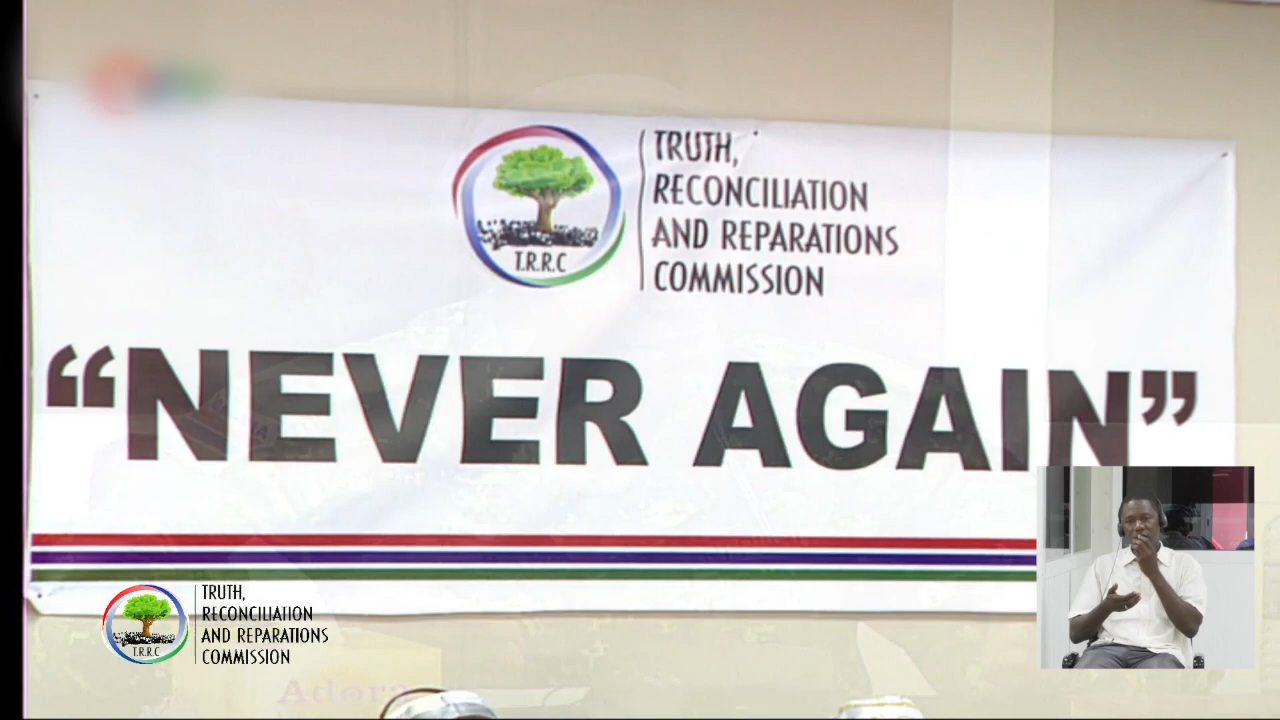 TRUTH,
RECONCILIATION
AND REPARATIONS
COMMISSION
T.R.R.C
“NEVER AGAIN”
TRUTH,
RECONCILIATION
AND REPARATIONS
COMMISSION
T.R.R.C